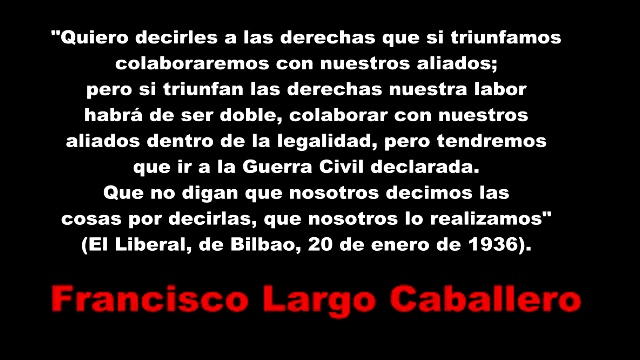 "Quiero decirles a las derechas que si triunfamos
colaboraremos con nuestros aliados;
pero si triunfan las derechas nuestra labor
habrá de ser doble, colaborar con nuestros
aliados dentro de la legalidad, pero tendremos
que ir a la Guerra Civil declarada.
Que no digan que nosotros decimos las
cosas por decirlas, que nosotros lo realizamos"
(El Liberal, de Bilbao, 20 de enero de 1936).
Francisco Largo Caballero